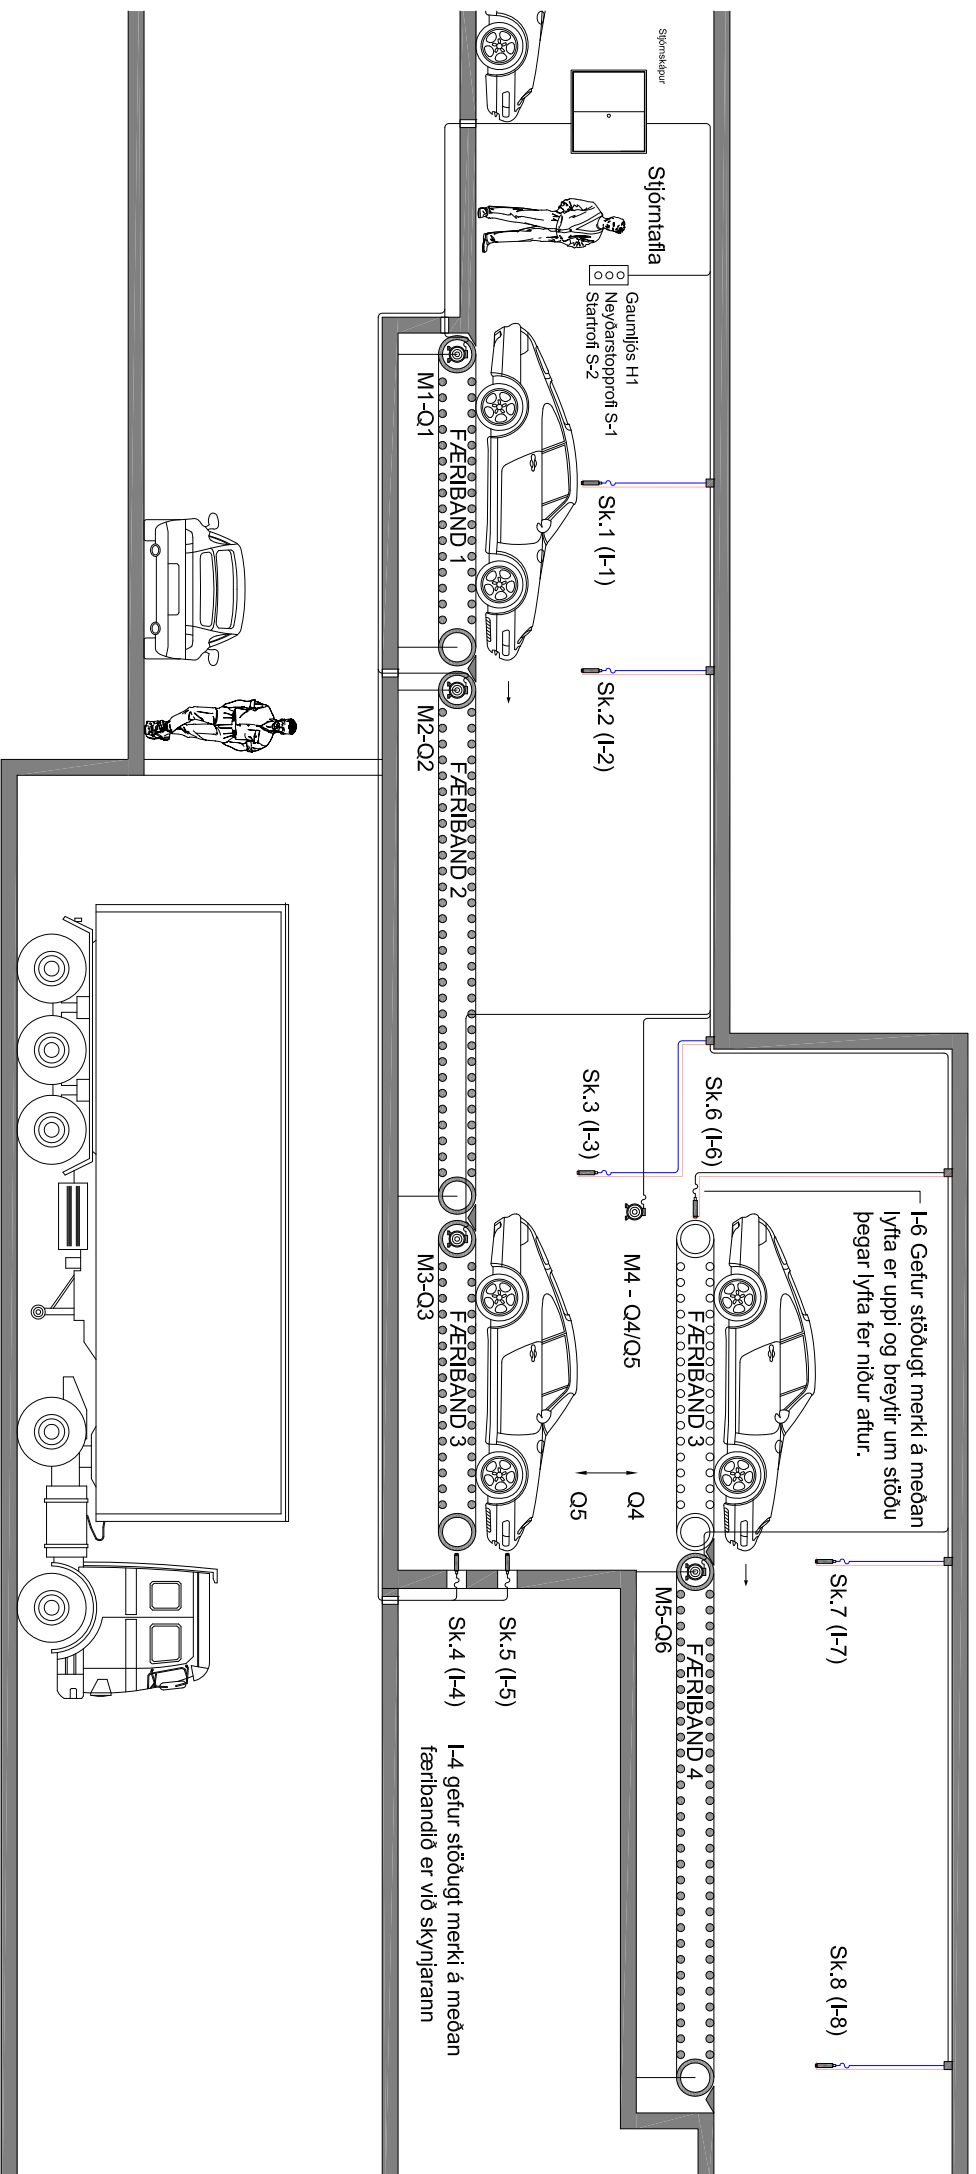 Stjórnskápur
Stjórntafla
Gaumljós H1
Neyðarstopprofi S-1
Startrofi S-2
Sk.1 (I-1)
Sk.2 (I-2)
Sk.3 (I-3)
Sk.6 (I-6)
I-6 Gefur stöðugt merki á meðan
lyfta er uppi og breytir um stöðu
þegar lyfta fer niður aftur.
Sk.7 (I-7)
Sk.8 (I-8)
M4 - Q4/Q5
Q4
Q5
FÆRIBAND 3
M5-Q6
FÆRIBAND 4
M1-Q1
FÆRIBAND 1
M2-Q2
FÆRIBAND 2
M3-Q3
FÆRIBAND 3
Sk.5 (I-5)
Sk.4 (I-4)
I-4 gefur stöðugt merki á meðan
færibandið er við skynjarann